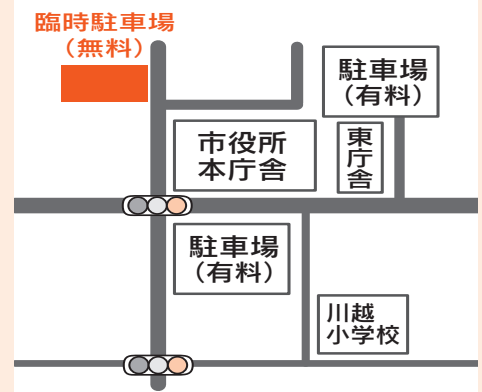 臨時駐車場
（無料）
駐車場
（有料）
市役所
本庁舎
東庁舎
駐車場
（有料）
川越
小学校